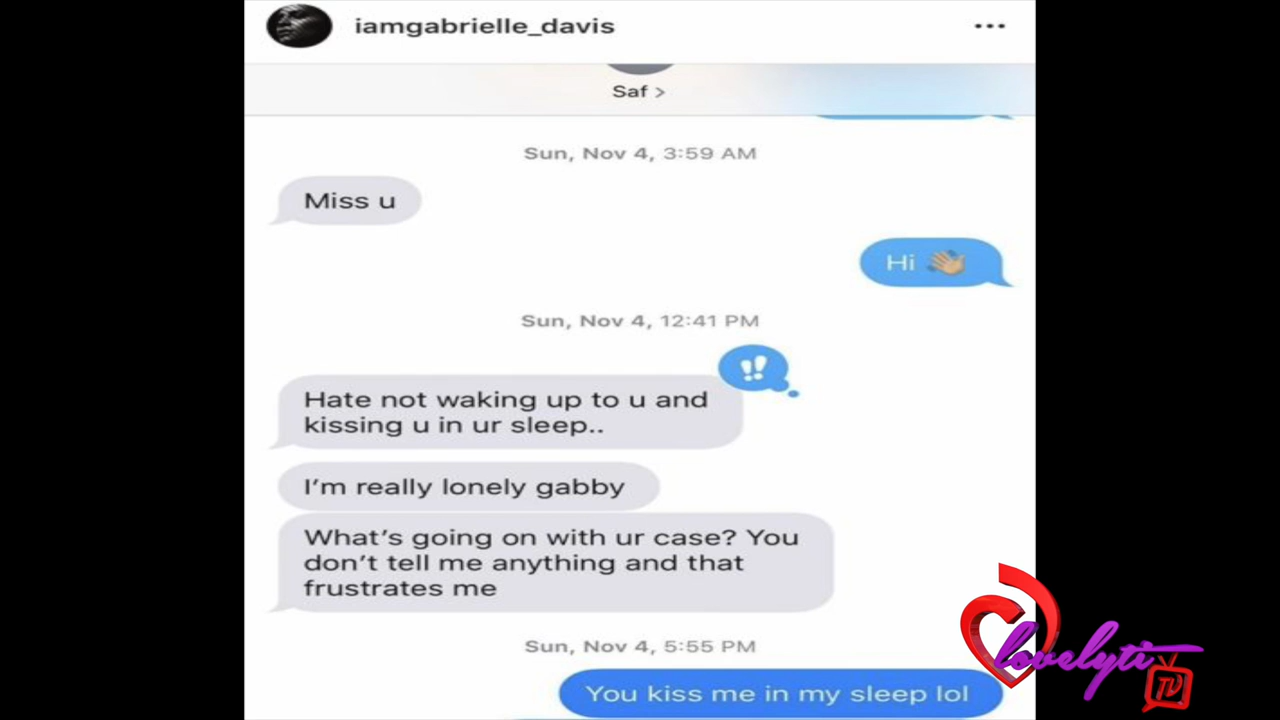 iamgabrielle_davis
Saf >
Sun, Nov 4, 3:59 AM
Miss u
Hi 👋🏼
Sun, Nov 4, 12:41 PM
!!
Hate not waking up to u and
kissing u in ur sleep..
I'm really lonely gabby
What's going on with ur case? You
don't tell me anything and that
frustrates me
Sun, Nov 4, 5:55 PM
You kiss me in my sleep lol
lovelyti
TV